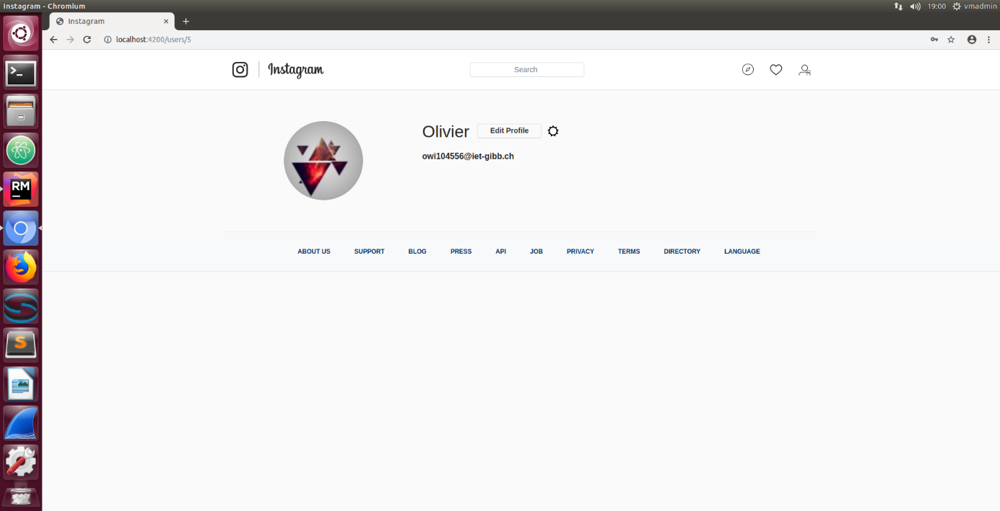 Instagram - Chromium
19:00
vmadmin
Instagram
localhost:4200/users/5
Instagram
Search
Olivier
Edit Profile
owi104556@iet-gibb.ch
ABOUT US SUPPORT BLOG PRESS API JOB PRIVACY TERMS DIRECTORY LANGUAGE
>_
RM
S